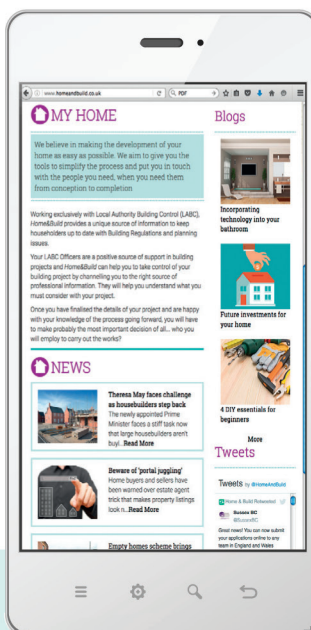 www.homeandbuild.co.uk
PDF
MY HOME
We believe in making the development of your
home as easy as possible. We aim to give you the
tools to simplify the process and put you in touch
with the people you need, when you need them
from conception to completion
Working exclusively with Local Authority Building Control (LABC),
Home&Build provides a unique source of information to keep
householders up to date with Building Regulations and planning
issues.
Your LABC Officers are a positive source of support in building
projects and Home&Build can help you to take control of your
building project by channelling you to the right source of
professional information. They will help you understand what you
must consider with your project.
Once you have finalised the details of your project and are happy
with your knowledge of the process going forward, you will have
to make probably the most important decision of all... who you
will employ to carry out the works?
NEWS
Theresa May faces challenge
as housebuilders step back
The newly appointed Prime
Minister faces a stiff task now
that large housebuilders aren't
buyi...Read More
Beware of 'portal juggling'
Home buyers and sellers have
been warned over estate agent
trick that makes property listings
look n...Read More
Empty homes scheme brings
Blogs
Incorporating
technology into your
bathroom
Future investments for
your home
4 DIY essentials for
beginners
More
Tweets
Tweets by @HomeAndBuild
Home & Build Retweeted
Sussex BC
@SussexBC
Great news! You can now submit
your applications online to any
team in England and Wales